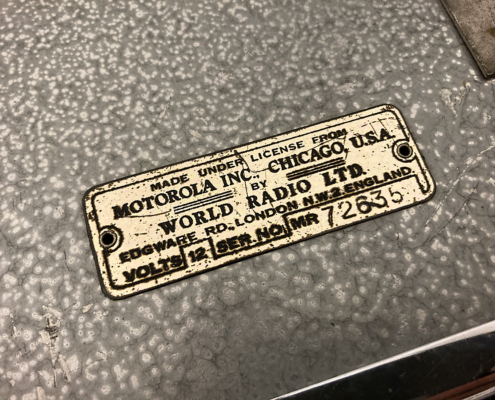 MADE UNDER LICENSE FROM
MOTOROLA INC., CHICAGO, U.S.A.
BY
WORLD RADIO LTD.
EDGWARE RD. LONDON N.W.2. ENGLAND
VOLTS 12 SER. NO. MR 72635